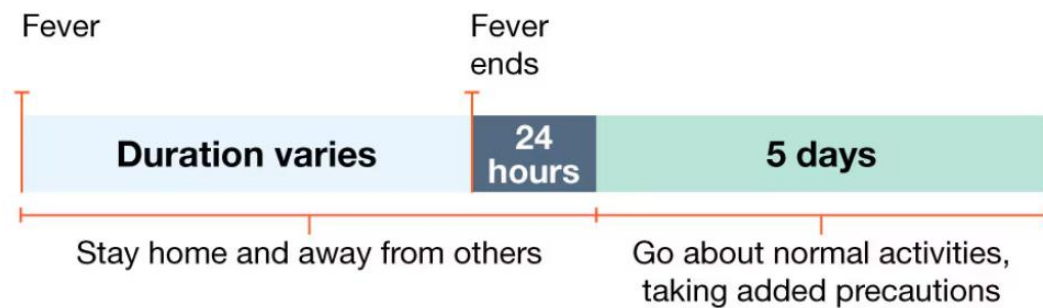 Fever
Fever
ends
Duration varies
24
hours
5 days
Stay home and away from others
Go about normal activities,
taking added precautions